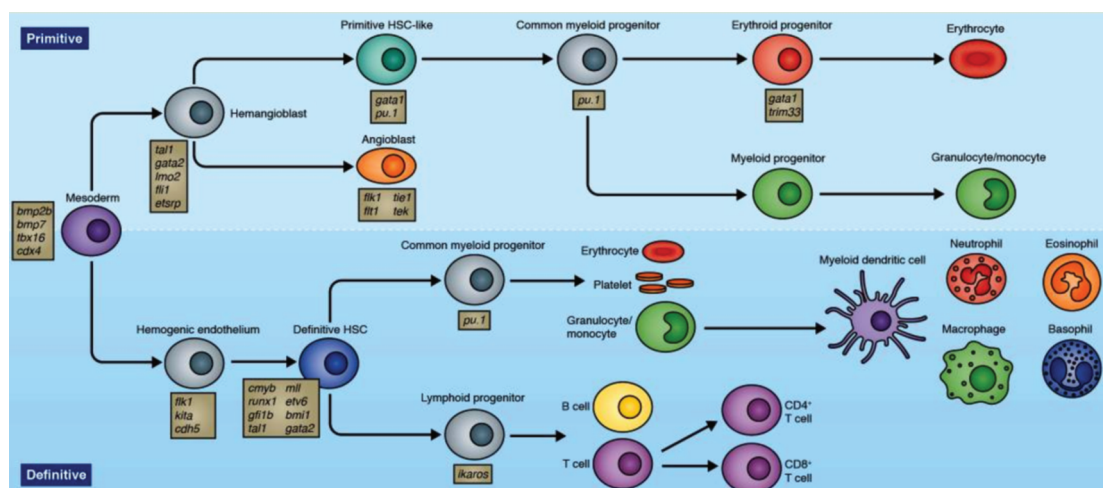 Primitive
Primitive HSC-like
Common myeloid progenitor
Erythroid progenitor
Erythrocyte
gata1
pu.1
pu.1
gata1
trim33
Hemangioblast
tal1
gata2
lmo2
fli1
etsrp
Angioblast
flk1 tie1
flt1 tek
Myeloid progenitor
Granulocyte/monocyte
Mesoderm
bmp2b
bmp7
tbx16
cdx4
Common myeloid progenitor
pu.1
Erythrocyte
Platelet
Granulocyte/
monocyte
Myeloid dendritic cell
Neutrophil
Eosinophil
Macrophage
Basophil
Hemogenic endothelium
flk1
kita
cdh5
Definitive HSC
cmyb mll
runx1 etv6
gfi1b bmi1
tal1 gata2
Lymphoid progenitor
ikaros
B cell
T cell
CD4+
T cell
CD8+
T cell
Definitive